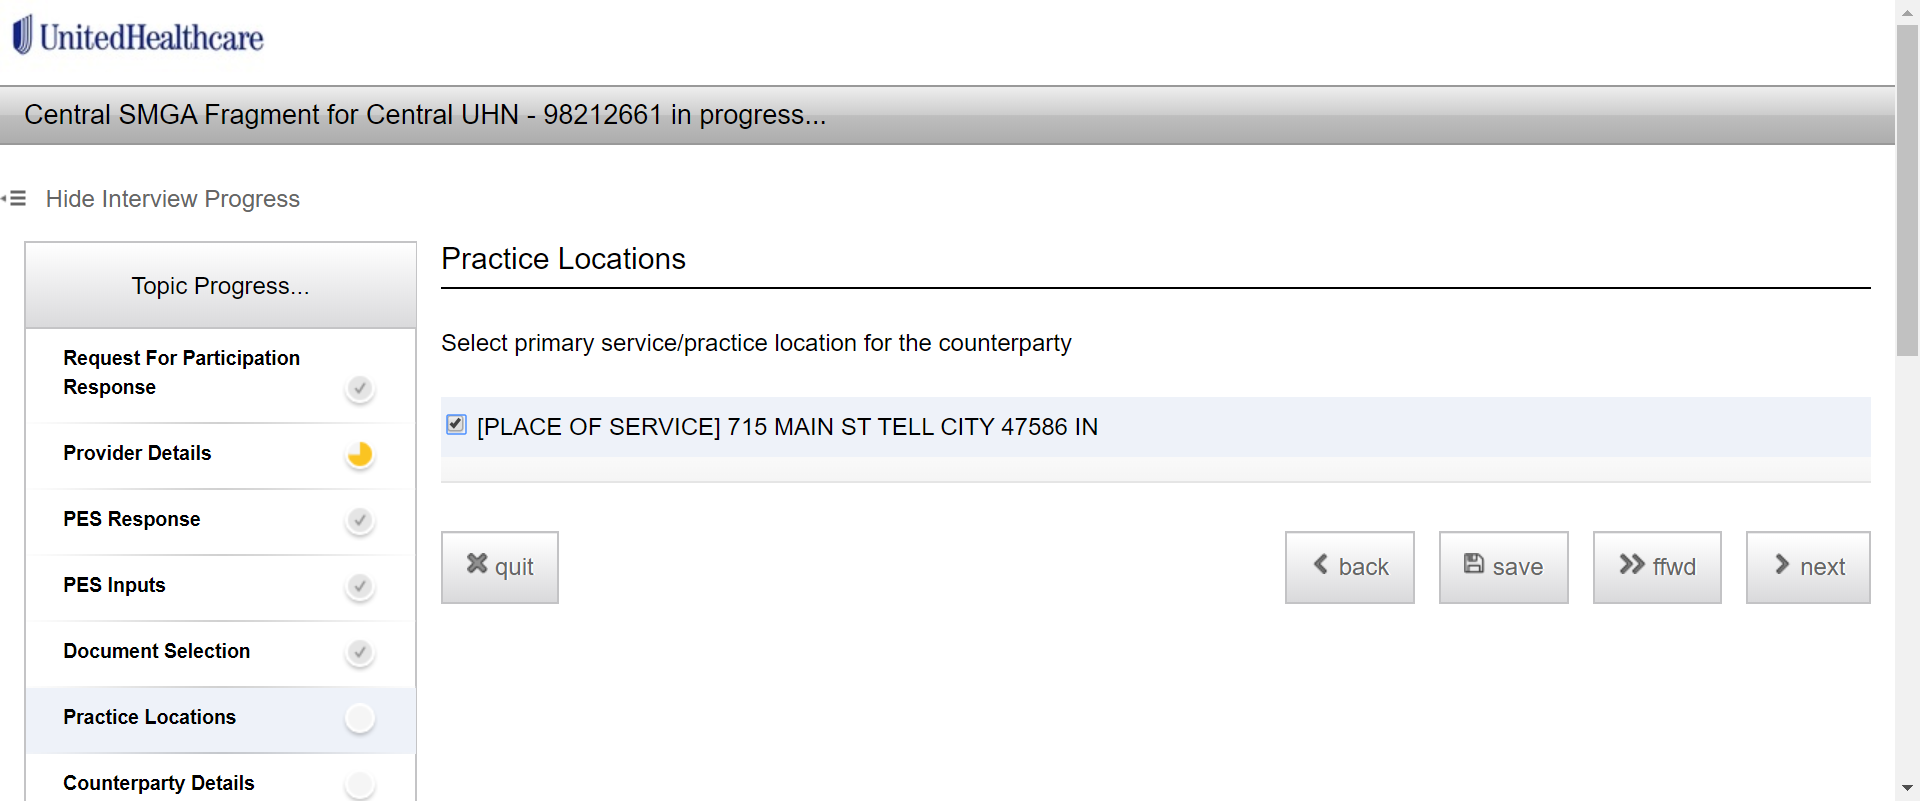 UnitedHealthcare
Central SMGA Fragment for Central UHN - 98212661 in progress...
Hide Interview Progress
Topic Progress...
Request For Participation
Response
Provider Details
PES Response
PES Inputs
Document Selection
Practice Locations
Counterparty Details
Practice Locations
Select primary service/practice location for the counterparty
[PLACE OF SERVICE] 715 MAIN ST TELL CITY 47586 IN
quit
back
save
ffwd
next